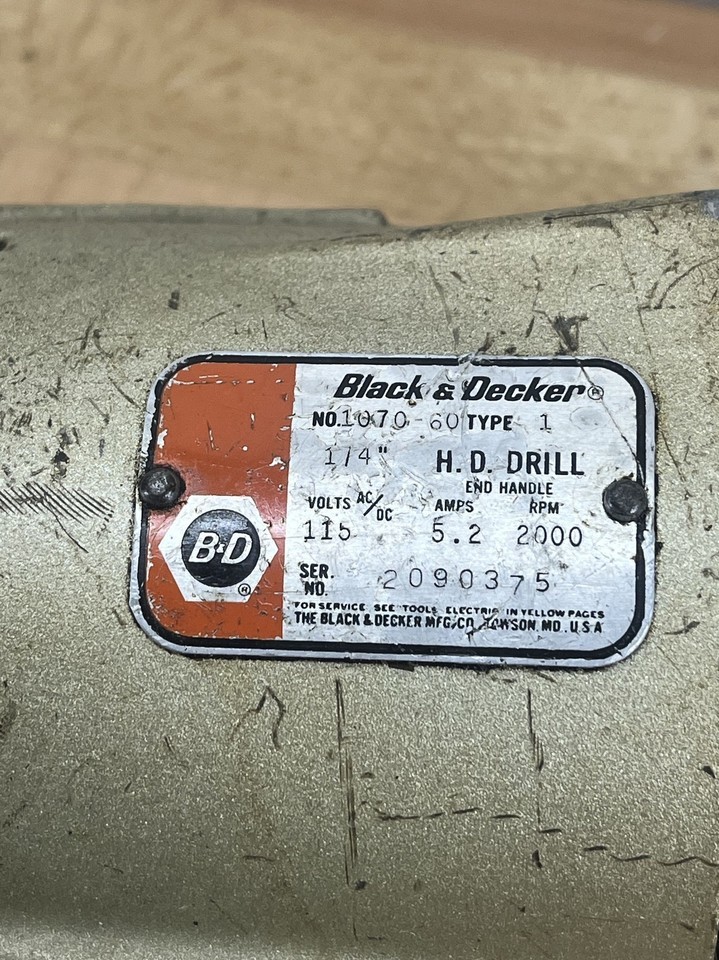 Black & Decker®
NO. 1070-60 TYPE 1
1/4" H. D. DRILL
END HANDLE
VOLTS AC/DC AMPS RPM
115 5.2 2000
B&D®
SER. NO. 2090375
FOR SERVICE SEE "TOOLS ELECTRIC" IN YELLOW PAGES
THE BLACK & DECKER MFG. CO., TOWSON, MD., U.S.A